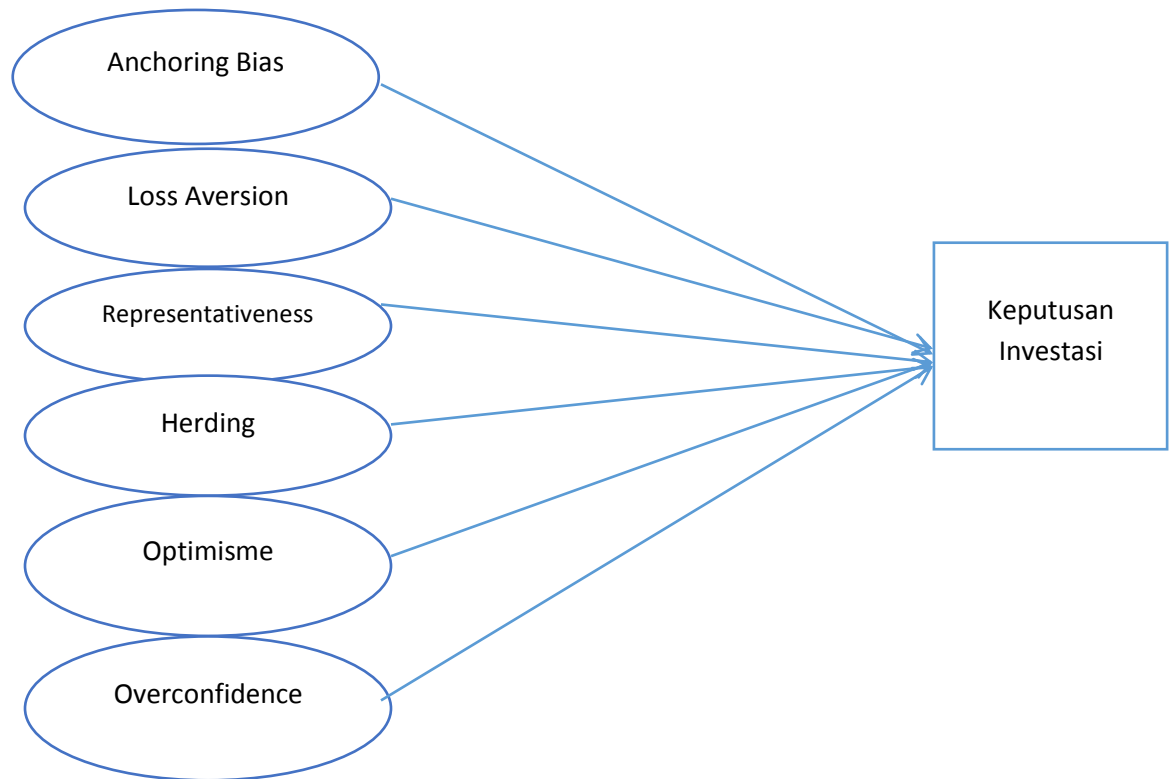 Anchoring Bias
Loss Aversion
Representativeness
Herding
Optimisme
Overconfidence
Keputusan
Investasi